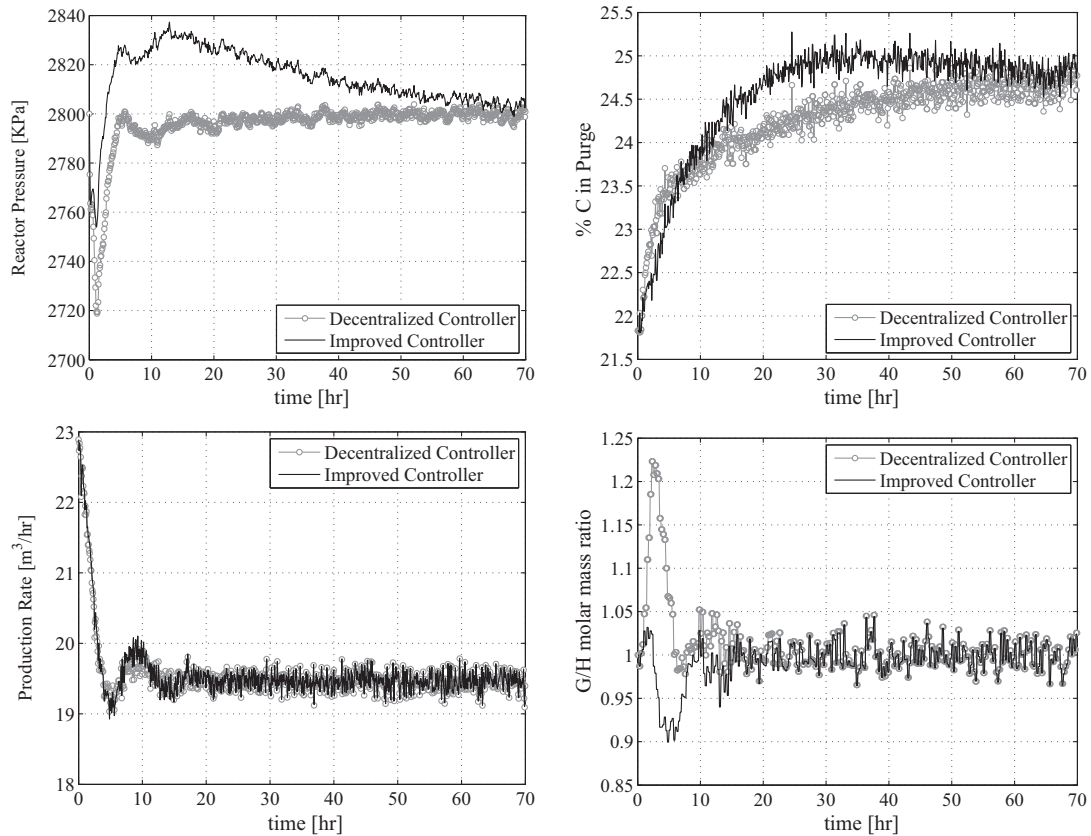 2840
2820
2800
2780
2760
2740
2720
2700
Reactor Pressure [KPa]
Decentralized Controller
Improved Controller
0 10 20 30 40 50 60 70
time [hr]
25.5
25
24.5
24
23.5
23
22.5
22
21.5
% C in Purge
Decentralized Controller
Improved Controller
0 10 20 30 40 50 60 70
time [hr]
23
22
21
20
19
18
Production Rate [m³/hr]
Decentralized Controller
Improved Controller
0 10 20 30 40 50 60 70
time [hr]
1.25
1.2
1.15
1.1
1.05
1
0.95
0.9
0.85
G/H molar mass ratio
Decentralized Controller
Improved Controller
0 10 20 30 40 50 60 70
time [hr]